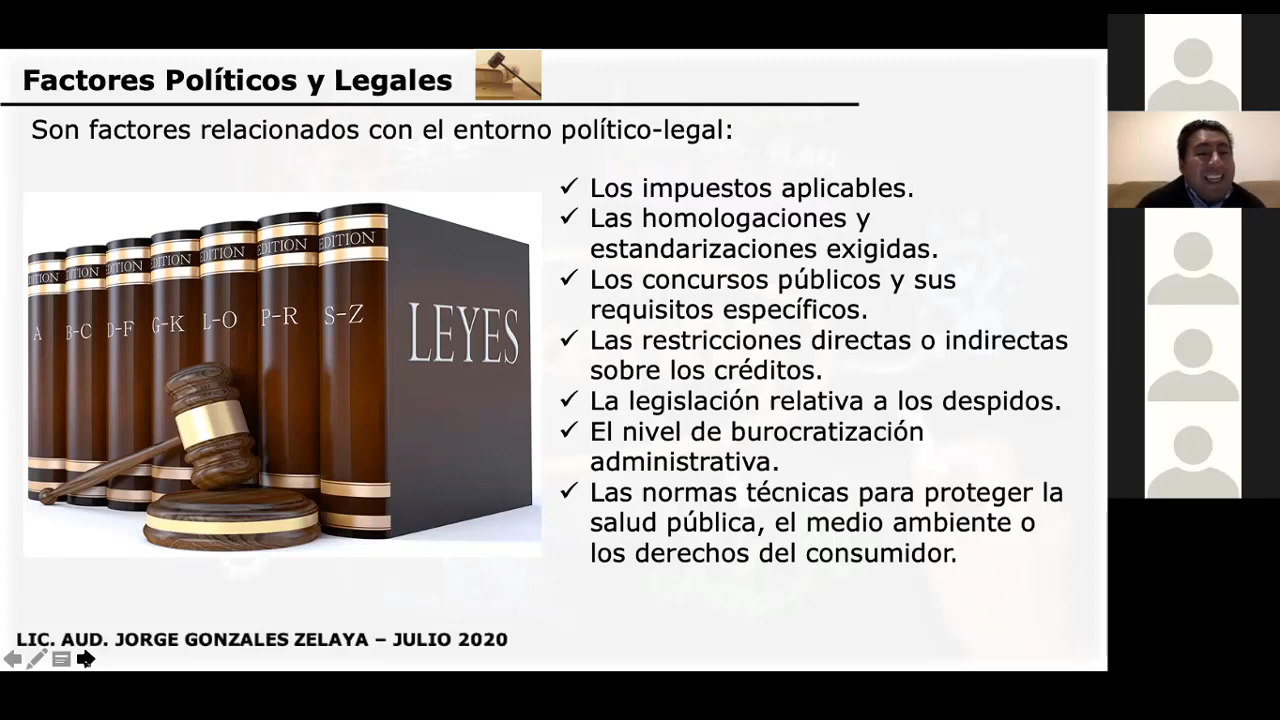 Factores Políticos y Legales
Son factores relacionados con el entorno político-legal:
✓ Los impuestos aplicables.
✓ Las homologaciones y
estandarizaciones exigidas.
✓ Los concursos públicos y sus
requisitos específicos.
✓ Las restricciones directas o indirectas
sobre los créditos.
✓ La legislación relativa a los despidos.
✓ El nivel de burocratización
administrativa.
✓ Las normas técnicas para proteger la
salud pública, el medio ambiente o
los derechos del consumidor.
EDITION EDITION EDITION EDITION EDITION EDITION
A B-C D-F G-K L-O P-R S-Z
LEYES
LIC. AUD. JORGE GONZALES ZELAYA – JULIO 2020